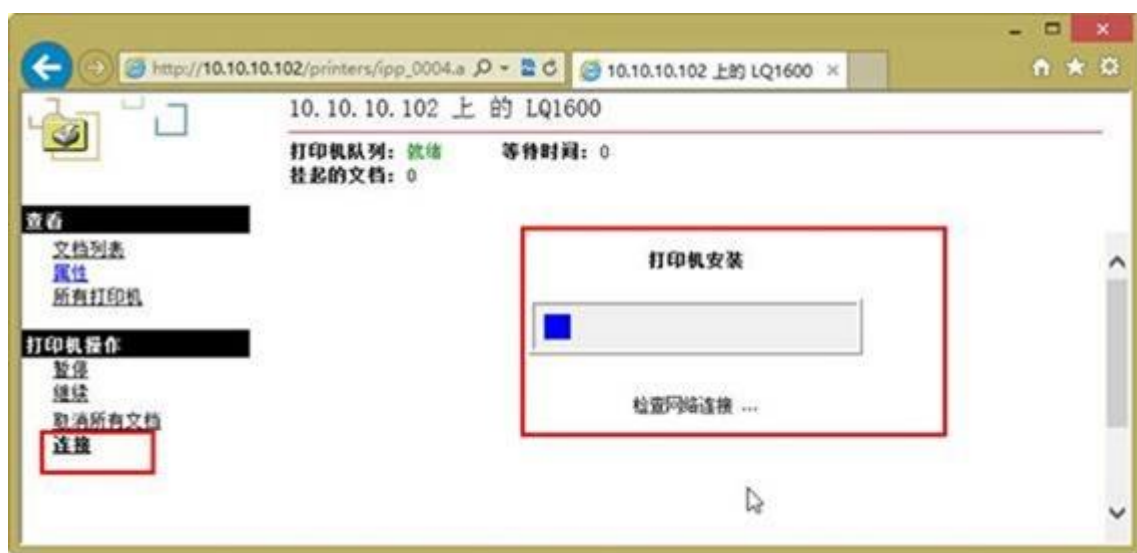 http://10.10.10.102/printers/ipp_0004.a
10.10.10.102 上的 LQ1600
10.10.10.102 上 的 LQ1600
打印机队列: 就绪 等待时间: 0
挂起的文档: 0
查看
文档列表
属性
所有打印机
打印机操作
暂停
继续
取消所有文档
连接
打印机安装
检查网络连接 ...